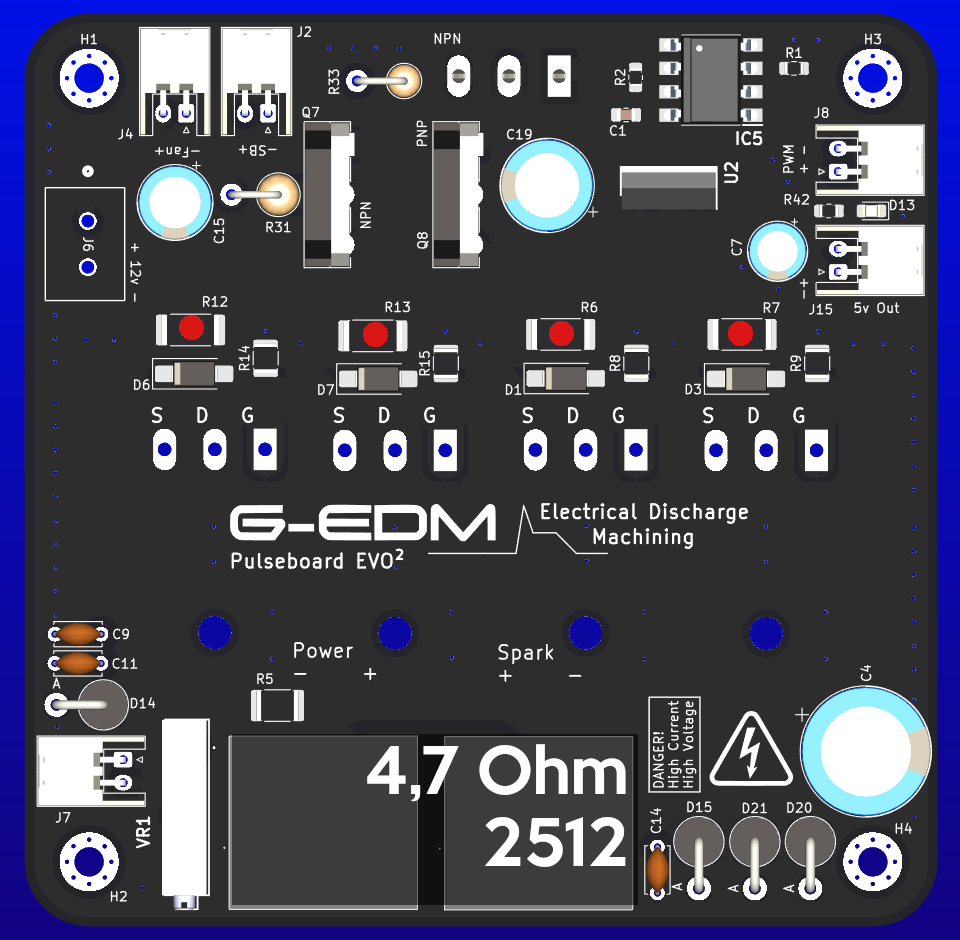 H1
J2
NPN
H3
R1
R33
R2
C1
IC5
J8
J4
-Fan+
-SB+
Q7
PNP
C19
PWM - +
U2
R42
D13
C15
R31
NPN
Q8
C7
J6
+ 12v -
-+
J15
5v Out
R12
R13
R6
R7
R14
R15
R8
R9
D6
D7
D1
D3
S D G
S D G
S D G
S D G
G-EDM
Electrical Discharge
Machining
Pulseboard EVO²
C9
C11
A
D14
Power
- +
Spark
+ -
R5
C4
+
DANGER!
High Current
High Voltage
4,7 Ohm
2512
J7
VR1
H2
C14
D15
D21
D20
A
A
A
H4